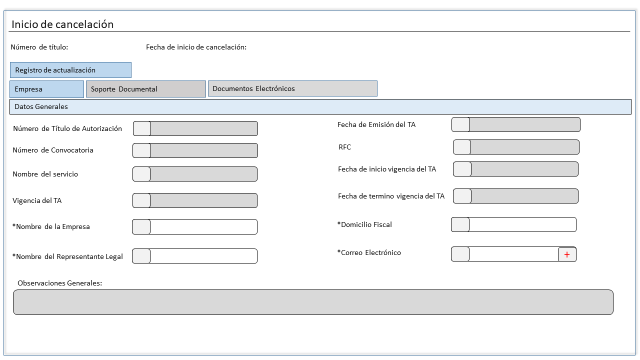 Inicio de cancelación
Número de título: Fecha de inicio de cancelación:
Registro de actualización
Empresa Soporte Documental Documentos Electrónicos
Datos Generales
Número de Título de Autorización Fecha de Emisión del TA
Número de Convocatoria RFC
Nombre del servicio Fecha de inicio vigencia del TA
Vigencia del TA Fecha de termino vigencia del TA
*Nombre de la Empresa *Domicilio Fiscal
*Nombre del Representante Legal *Correo Electrónico +
Observaciones Generales: